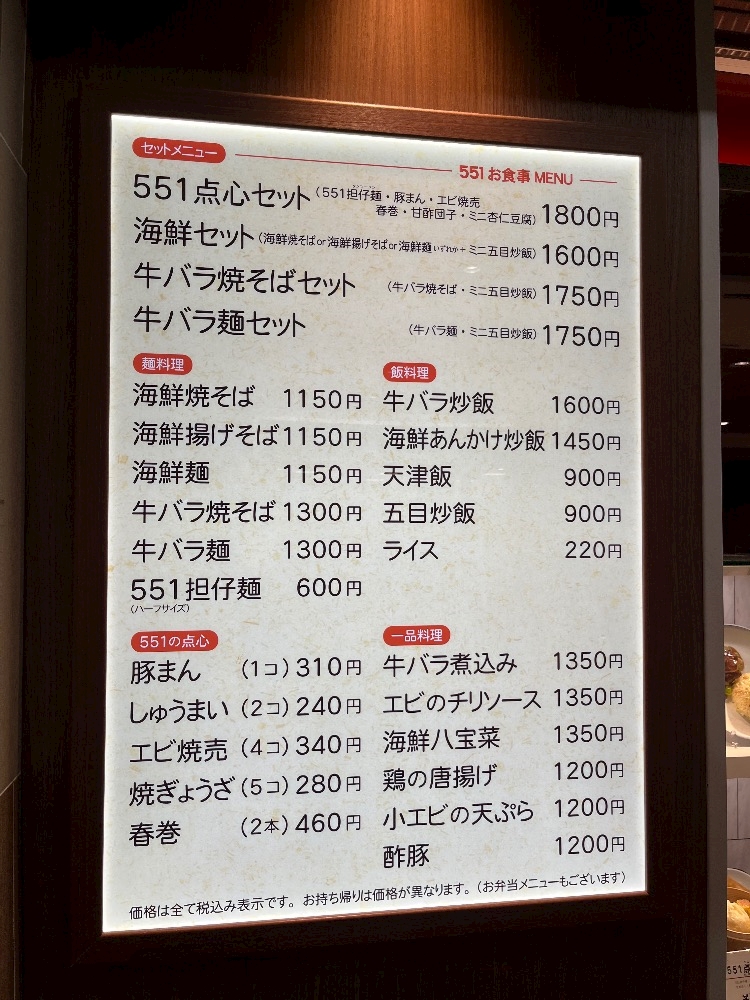 セットメニュー
551お食事 MENU
551点心セット(551担仔麺・豚まん・エビ焼売
春巻・甘酢団子・ミニ杏仁豆腐) 1800円
海鮮セット(海鮮焼そばor海鮮揚げそばor海鮮麺いずれか+ミニ五目炒飯) 1600円
牛バラ焼そばセット (牛バラ焼そば・ミニ五目炒飯) 1750円
牛バラ麺セット (牛バラ麺・ミニ五目炒飯) 1750円
麺料理
海鮮焼そば 1150円
海鮮揚げそば 1150円
海鮮麺 1150円
牛バラ焼そば 1300円
牛バラ麺 1300円
551担仔麺 600円
(ハーフサイズ)
飯料理
牛バラ炒飯 1600円
海鮮あんかけ炒飯 1450円
天津飯 900円
五目炒飯 900円
ライス 220円
551の点心
豚まん (1コ) 310円
しゅうまい (2コ) 240円
エビ焼売 (4コ) 340円
焼ぎょうざ (5コ) 280円
春巻 (2本) 460円
一品料理
牛バラ煮込み 1350円
エビのチリソース 1350円
海鮮八宝菜 1350円
鶏の唐揚げ 1200円
小エビの天ぷら 1200円
酢豚 1200円
価格は全て税込み表示です。お持ち帰りは価格が異なります。(お弁当メニューもございます)